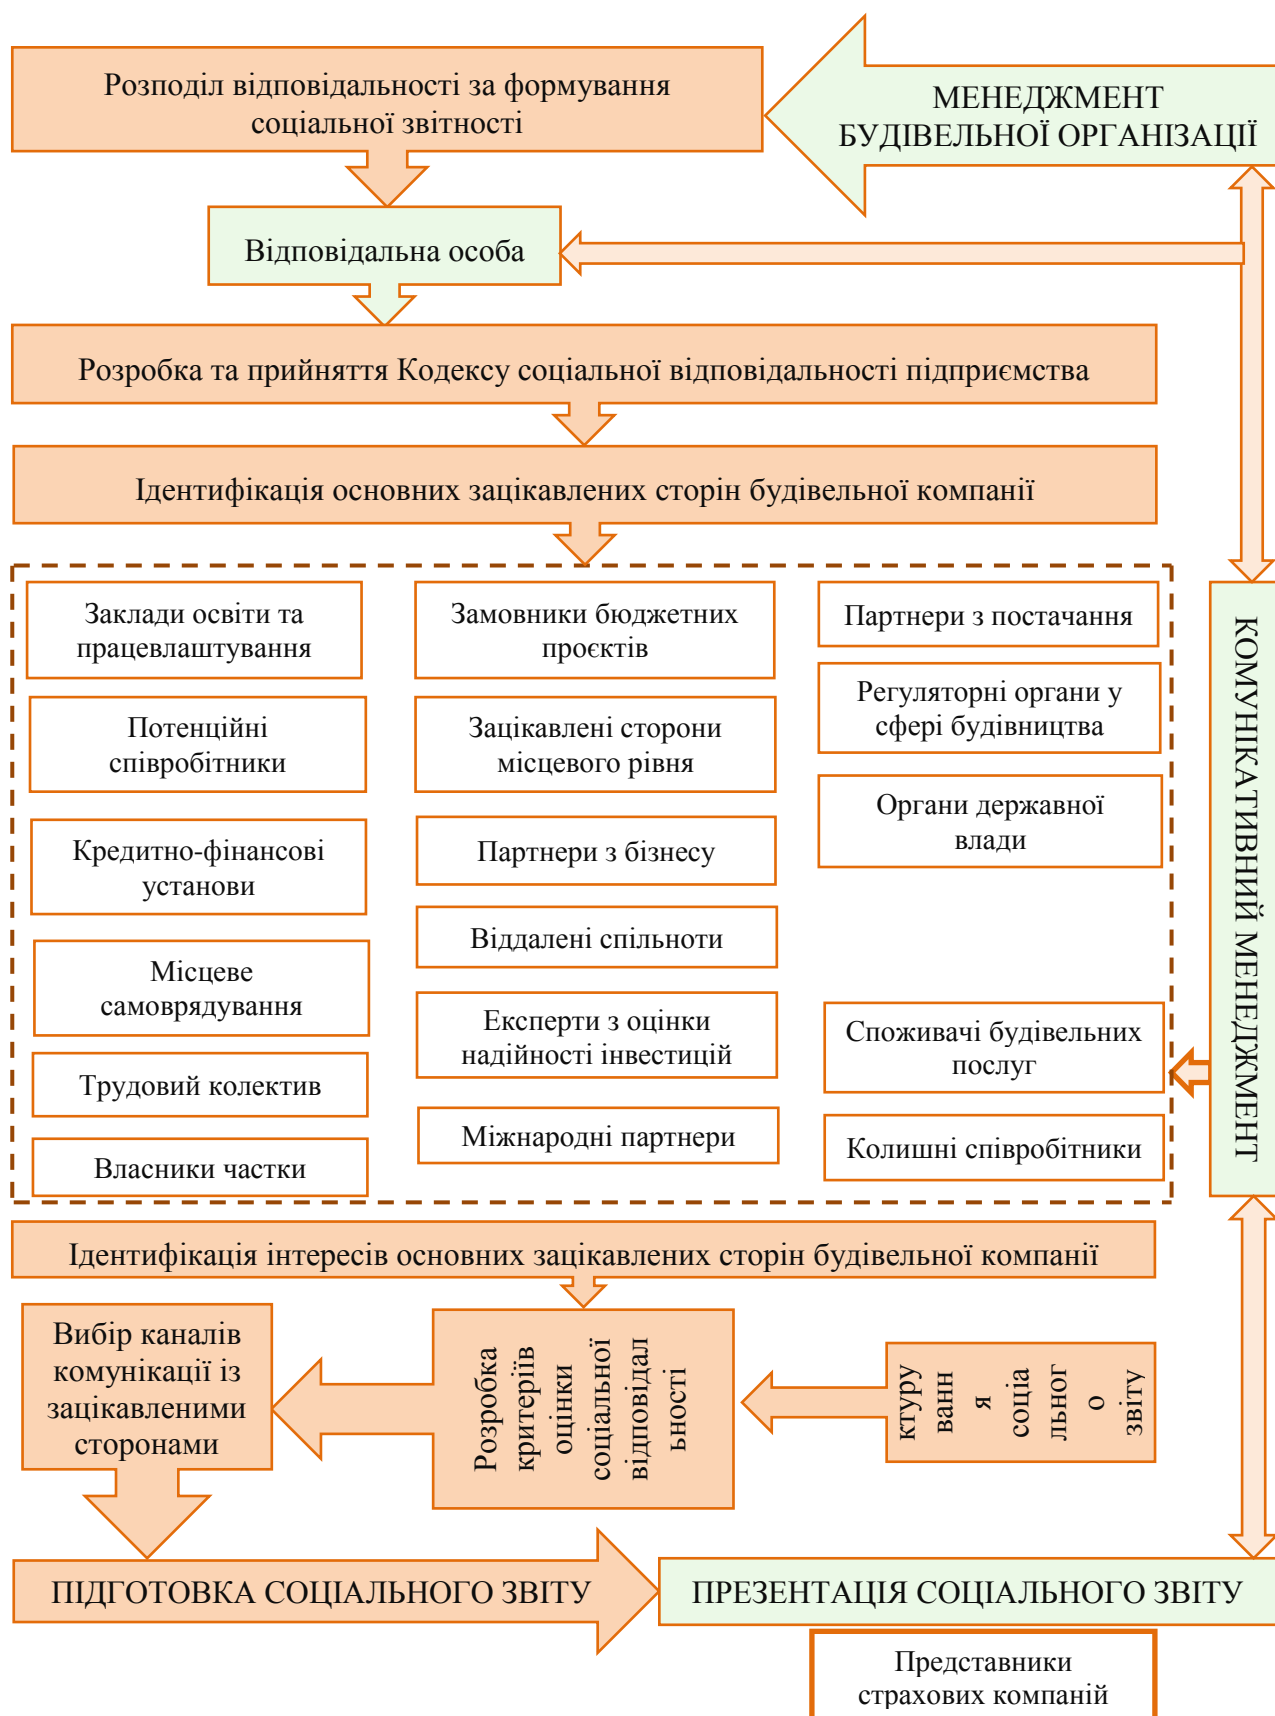 Розподіл відповідальності за формування
соціальної звітності
МЕНЕДЖМЕНТ
БУДІВЕЛЬНОЇ ОРГАНІЗАЦІЇ
Відповідальна особа
Розробка та прийняття Кодексу соціальної відповідальності підприємства
Ідентифікація основних зацікавлених сторін будівельної компанії
Заклади освіти та
працевлаштування
Потенційні
співробітники
Кредитно-фінансові
установи
Місцеве
самоврядування
Трудовий колектив
Власники частки
Замовники бюджетних
проєктів
Зацікавлені сторони
місцевого рівня
Партнери з бізнесу
Віддалені спільноти
Експерти з оцінки
надійності інвестицій
Міжнародні партнери
Партнери з постачання
Регуляторні органи у
сфері будівництва
Органи державної
влади
Споживачі будівельних
послуг
Колишні співробітники
КОМУНІКАТИВНИЙ МЕНЕДЖМЕНТ
Ідентифікація інтересів основних зацікавлених сторін будівельної компанії
Вибір каналів
комунікації із
зацікавленими
сторонами
Розробка
критеріїв
оцінки
соціальної
відповідал
ьності
ктуру
ванн
я
соціа
льног
о
звіту
ПІДГОТОВКА СОЦІАЛЬНОГО ЗВІТУ
ПРЕЗЕНТАЦІЯ СОЦІАЛЬНОГО ЗВІТУ
Представники
страхових компаній